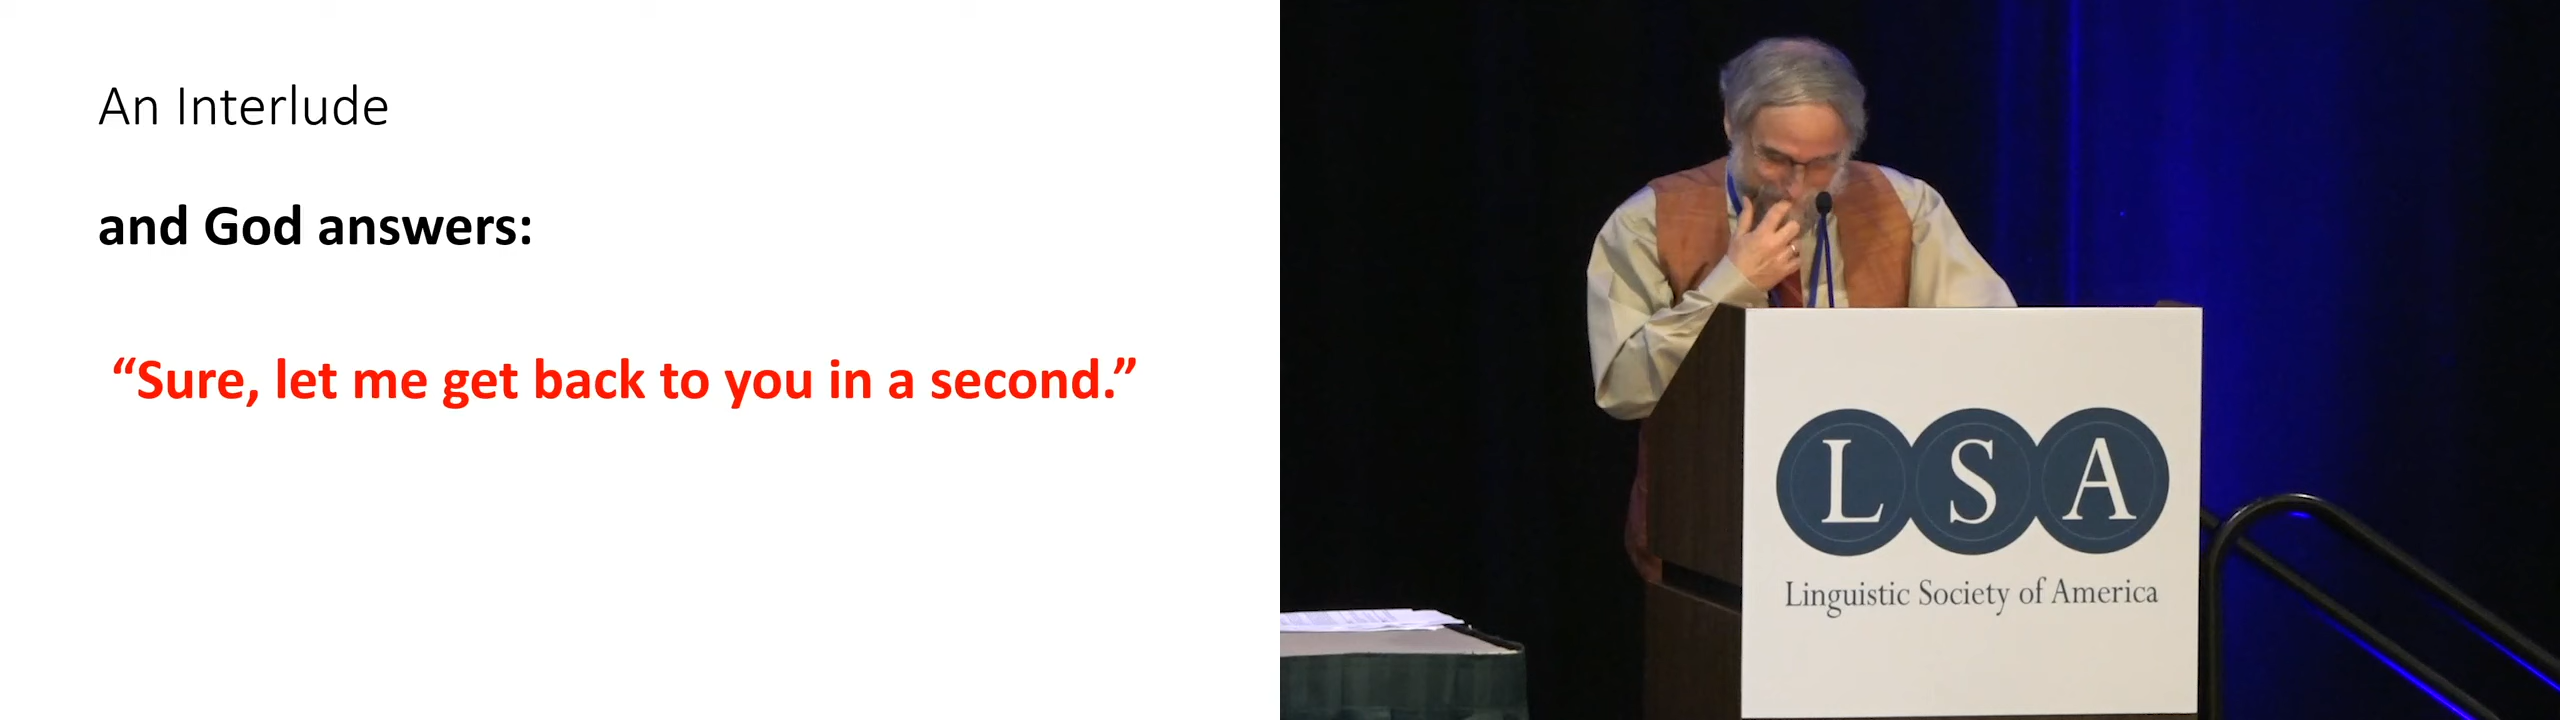 An Interlude
and God answers:
“Sure, let me get back to you in a second.”
LSA
Linguistic Society of America